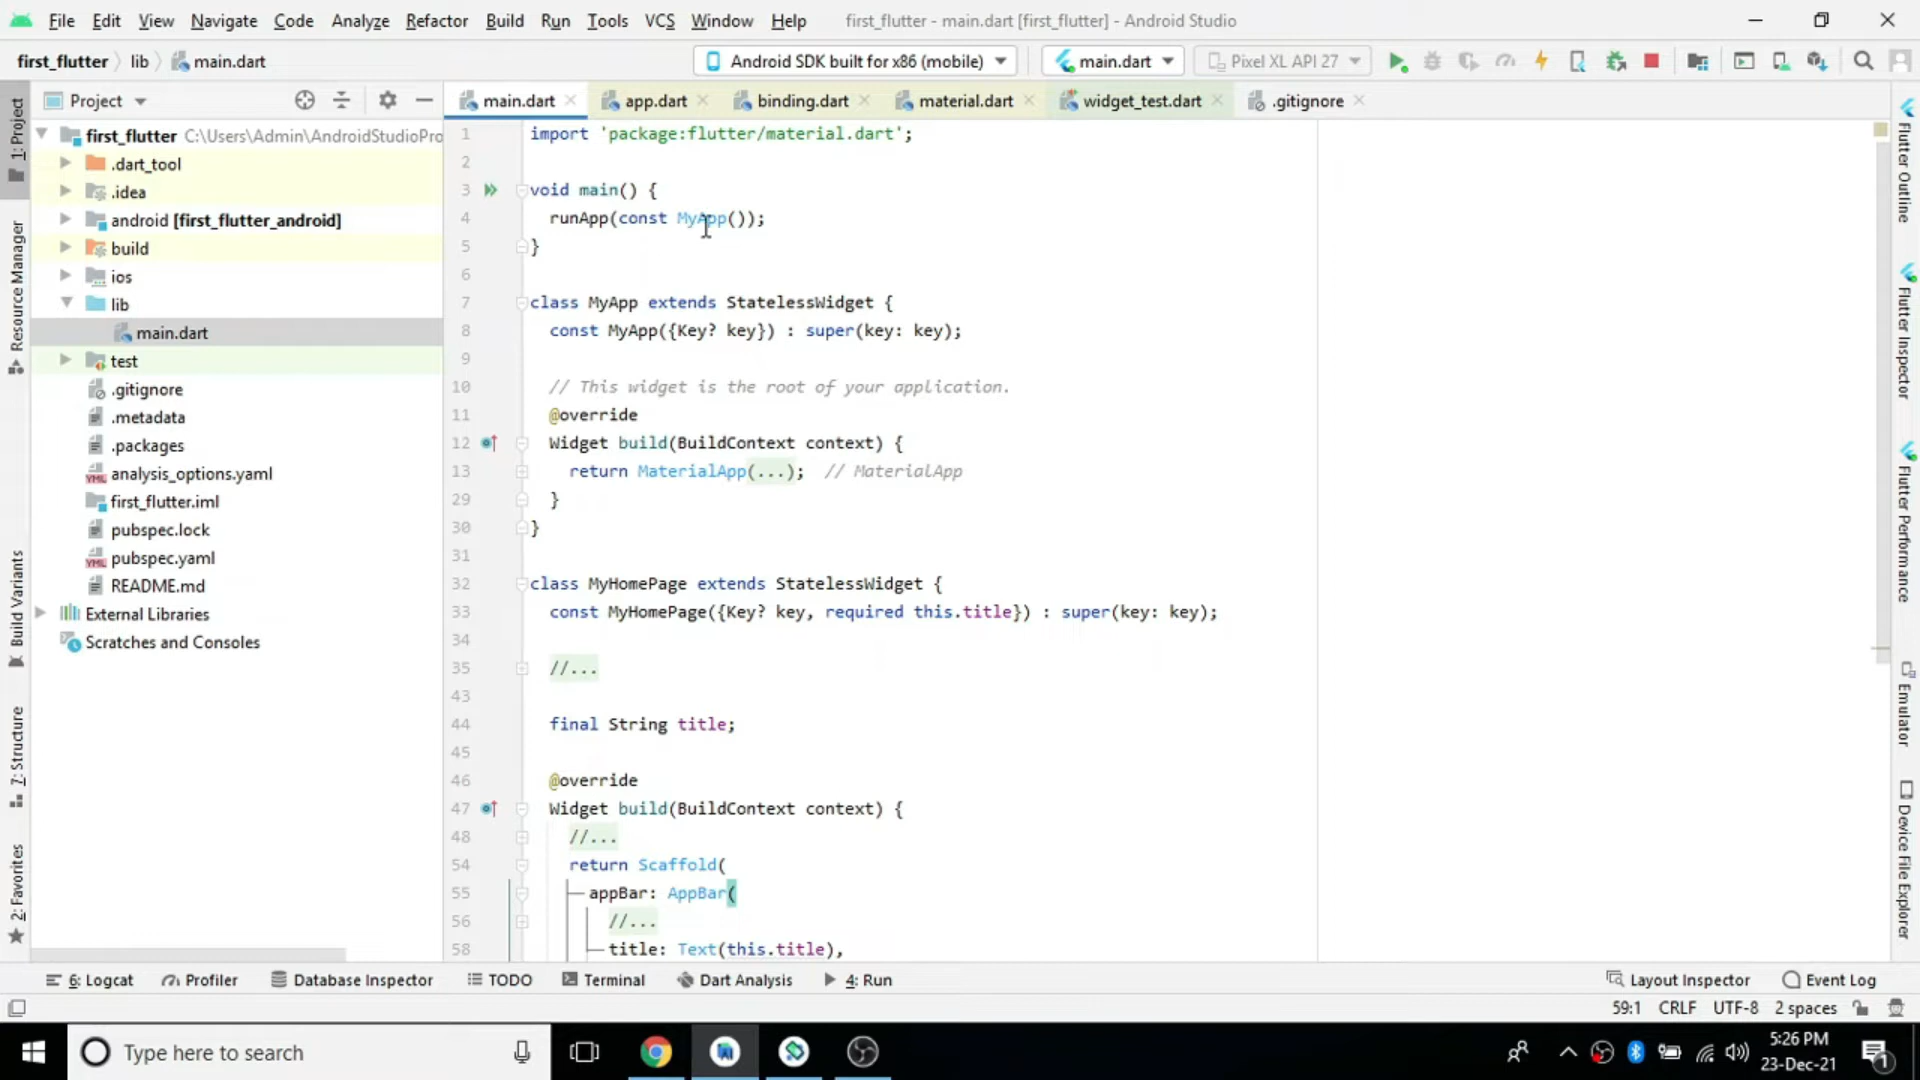 File Edit View Navigate Code Analyze Refactor Build Run Tools VCS Window Help first_flutter - main.dart [first_flutter] - Android Studio
first_flutter lib main.dart Android SDK built for x86 (mobile) main.dart Pixel XL API 27
Project main.dart app.dart binding.dart material.dart widget_test.dart .gitignore
1: Project
Resource Manager
Build Variants
7: Structure
2: Favorites
first_flutter C:\Users\Admin\AndroidStudioPro
.dart_tool
.idea
android [first_flutter_android]
build
ios
lib
main.dart
test
.gitignore
.metadata
.packages
analysis_options.yaml
first_flutter.iml
pubspec.lock
pubspec.yaml
README.md
External Libraries
Scratches and Consoles
1 import 'package:flutter/material.dart';
2
3 void main() {
4 runApp(const MyApp());
5 }
6
7 class MyApp extends StatelessWidget {
8 const MyApp({Key? key}) : super(key: key);
9
10 // This widget is the root of your application.
11 @override
12 Widget build(BuildContext context) {
13 return MaterialApp(...); // MaterialApp
29 }
30 }
31
32 class MyHomePage extends StatelessWidget {
33 const MyHomePage({Key? key, required this.title}) : super(key: key);
34
35 //...
43
44 final String title;
45
46 @override
47 Widget build(BuildContext context) {
48 //...
54 return Scaffold(
55 appBar: AppBar(
56 //...
58 title: Text(this.title),
Flutter Outline
Flutter Inspector
Flutter Performance
Emulator
Device File Explorer
6: Logcat Profiler Database Inspector TODO Terminal Dart Analysis 4: Run Layout Inspector Event Log
59:1 CRLF UTF-8 2 spaces
Type here to search
5:26 PM
23-Dec-21
1